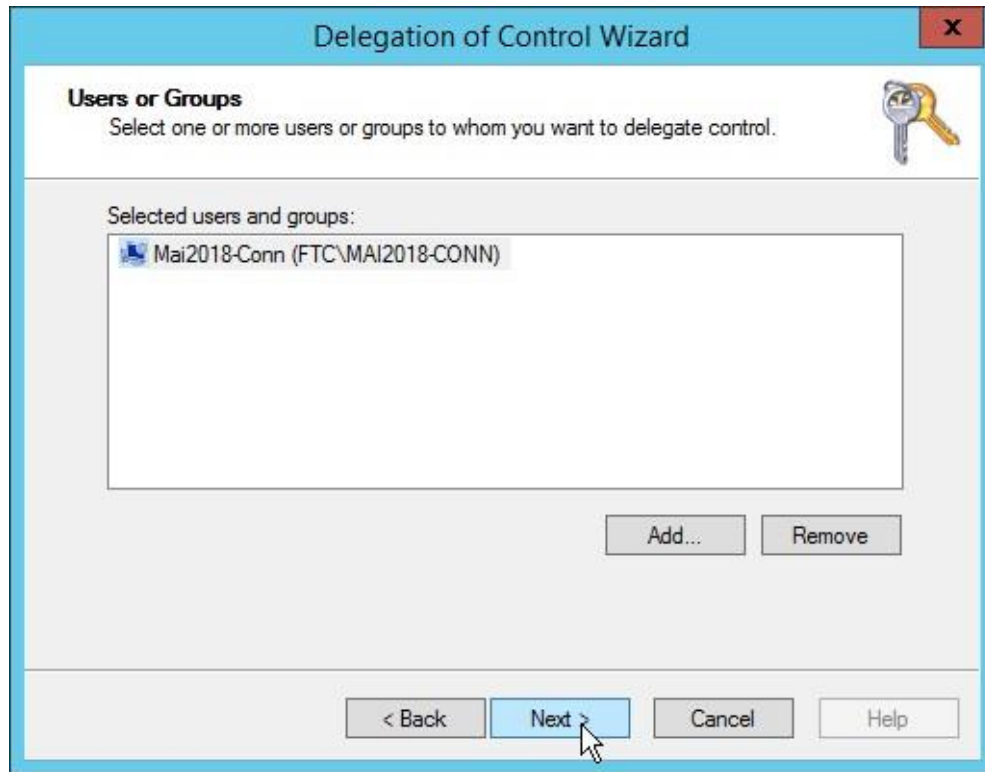 Delegation of Control Wizard
x
Users or Groups
Select one or more users or groups to whom you want to delegate control.
Selected users and groups:
Mai2018-Conn (FTC\MAI2018-CONN)
Add... Remove
< Back Next > Cancel Help